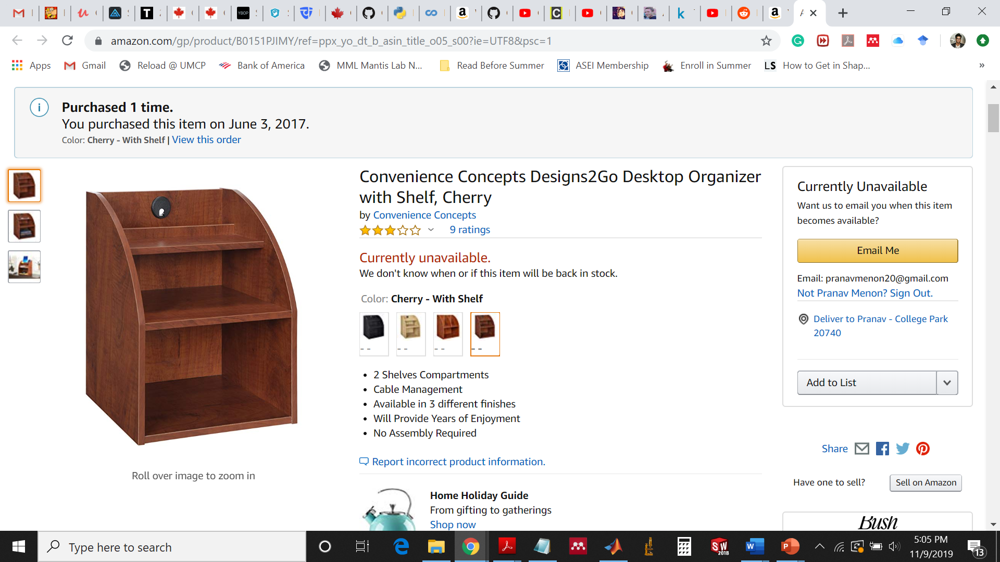 amazon.com/gp/product/B0151PJIMY/ref=ppx_yo_dt_b_asin_title_o05_s00?ie=UTF8&psc=1
Apps Gmail Reload @ UMCP Bank of America MML Mantis Lab N... Read Before Summer ASEI Membership Enroll in Summer LS How to Get in Shap... »
Purchased 1 time.
You purchased this item on June 3, 2017.
Color: Cherry - With Shelf | View this order
Convenience Concepts Designs2Go Desktop Organizer
with Shelf, Cherry
by Convenience Concepts
9 ratings
Currently unavailable.
We don't know when or if this item will be back in stock.
Color: Cherry - With Shelf
- - - - - - - -
• 2 Shelves Compartments
• Cable Management
• Available in 3 different finishes
• Will Provide Years of Enjoyment
• No Assembly Required
Report incorrect product information.
Roll over image to zoom in
Home Holiday Guide
From gifting to gatherings
Shop now
Currently Unavailable
Want us to email you when this item
becomes available?
Email Me
Email: pranavmenon20@gmail.com
Not Pranav Menon? Sign Out.
Deliver to Pranav - College Park
20740
Add to List
Share
Have one to sell? Sell on Amazon
Bush
Type here to search
SW
2018
5:05 PM
11/9/2019
13